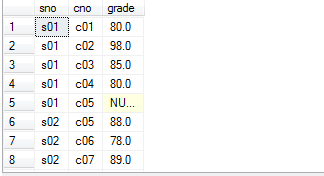 sno cno grade
1 s01 c01 80.0
2 s01 c02 98.0
3 s01 c03 85.0
4 s01 c04 80.0
5 s01 c05 NU...
6 s02 c05 88.0
7 s02 c06 78.0
8 s02 c07 89.0